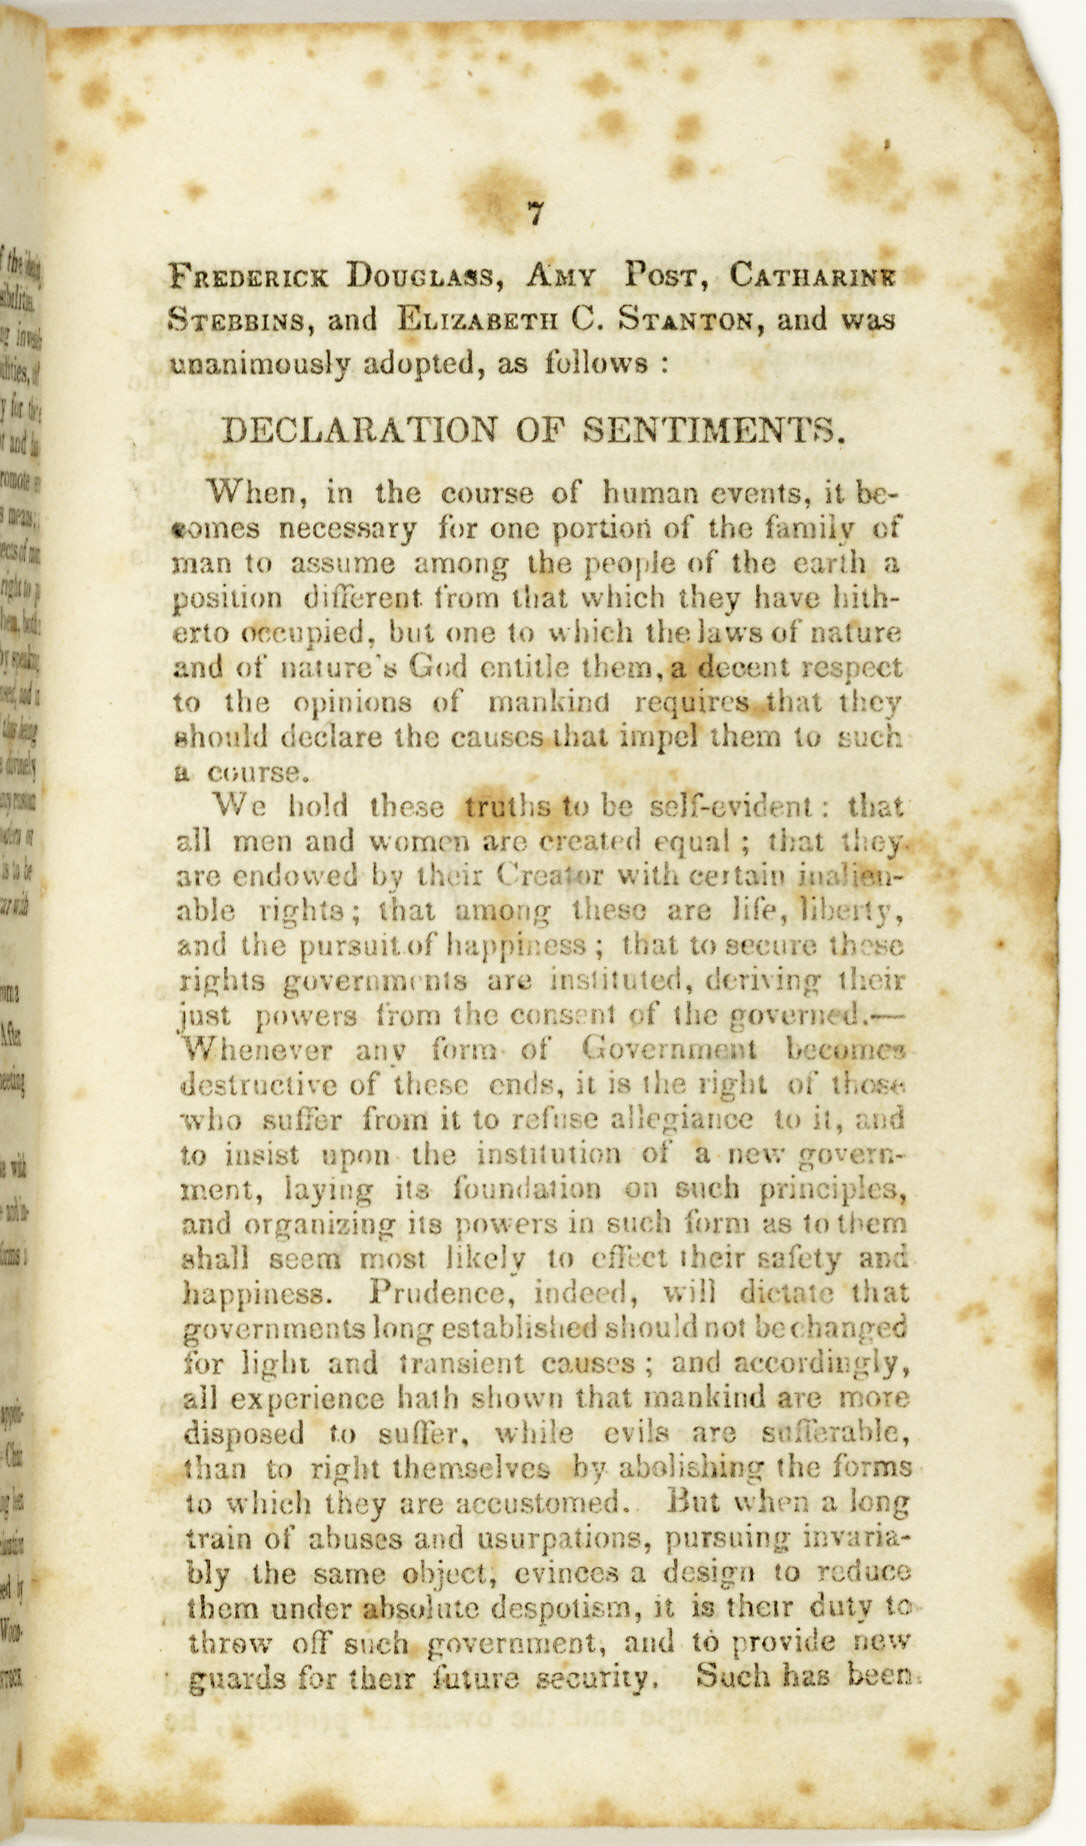 7
FREDERICK DOUGLASS, AMY POST, CATHARINE
STEBBINS, and ELIZABETH C. STANTON, and was
unanimously adopted, as follows :
DECLARATION OF SENTIMENTS.
When, in the course of human events, it be-
comes necessary for one portion of the family of
man to assume among the people of the earth a
position different from that which they have hith-
erto occupied, but one to which the laws of nature
and of nature's God entitle them, a decent respect
to the opinions of mankind requires that they
should declare the causes that impel them to such
a course.
We hold these truths to be self-evident : that
all men and women are created equal ; that they
are endowed by their Creator with certain inalien-
able rights ; that among these are life, liberty,
and the pursuit of happiness ; that to secure these
rights governments are instituted, deriving their
just powers from the consent of the governed.—
Whenever any form of Government becomes
destructive of these ends, it is the right of those
who suffer from it to refuse allegiance to it, and
to insist upon the institution of a new govern-
ment, laying its foundation on such principles,
and organizing its powers in such form as to them
shall seem most likely to effect their safety and
happiness. Prudence, indeed, will dictate that
governments long established should not be changed
for light and transient causes ; and accordingly,
all experience hath shown that mankind are more
disposed to suffer, while evils are sufferable,
than to right themselves by abolishing the forms
to which they are accustomed. But when a long
train of abuses and usurpations, pursuing invaria-
bly the same object, evinces a design to reduce
them under absolute despotism, it is their duty to
throw off such government, and to provide new
guards for their future security. Such has been